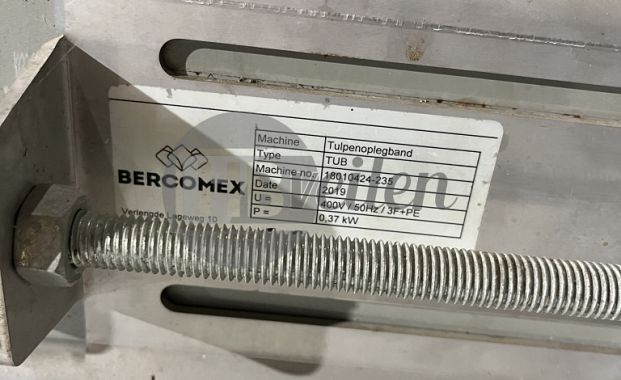 BERCOMEX
Verlengde Lageweg 10
Machine Tulpenoplegband
Type TUB
Machine no. 18010424-235
Date 2019
U = 400V / 50Hz / 3F+PE
P = 0,37 kW